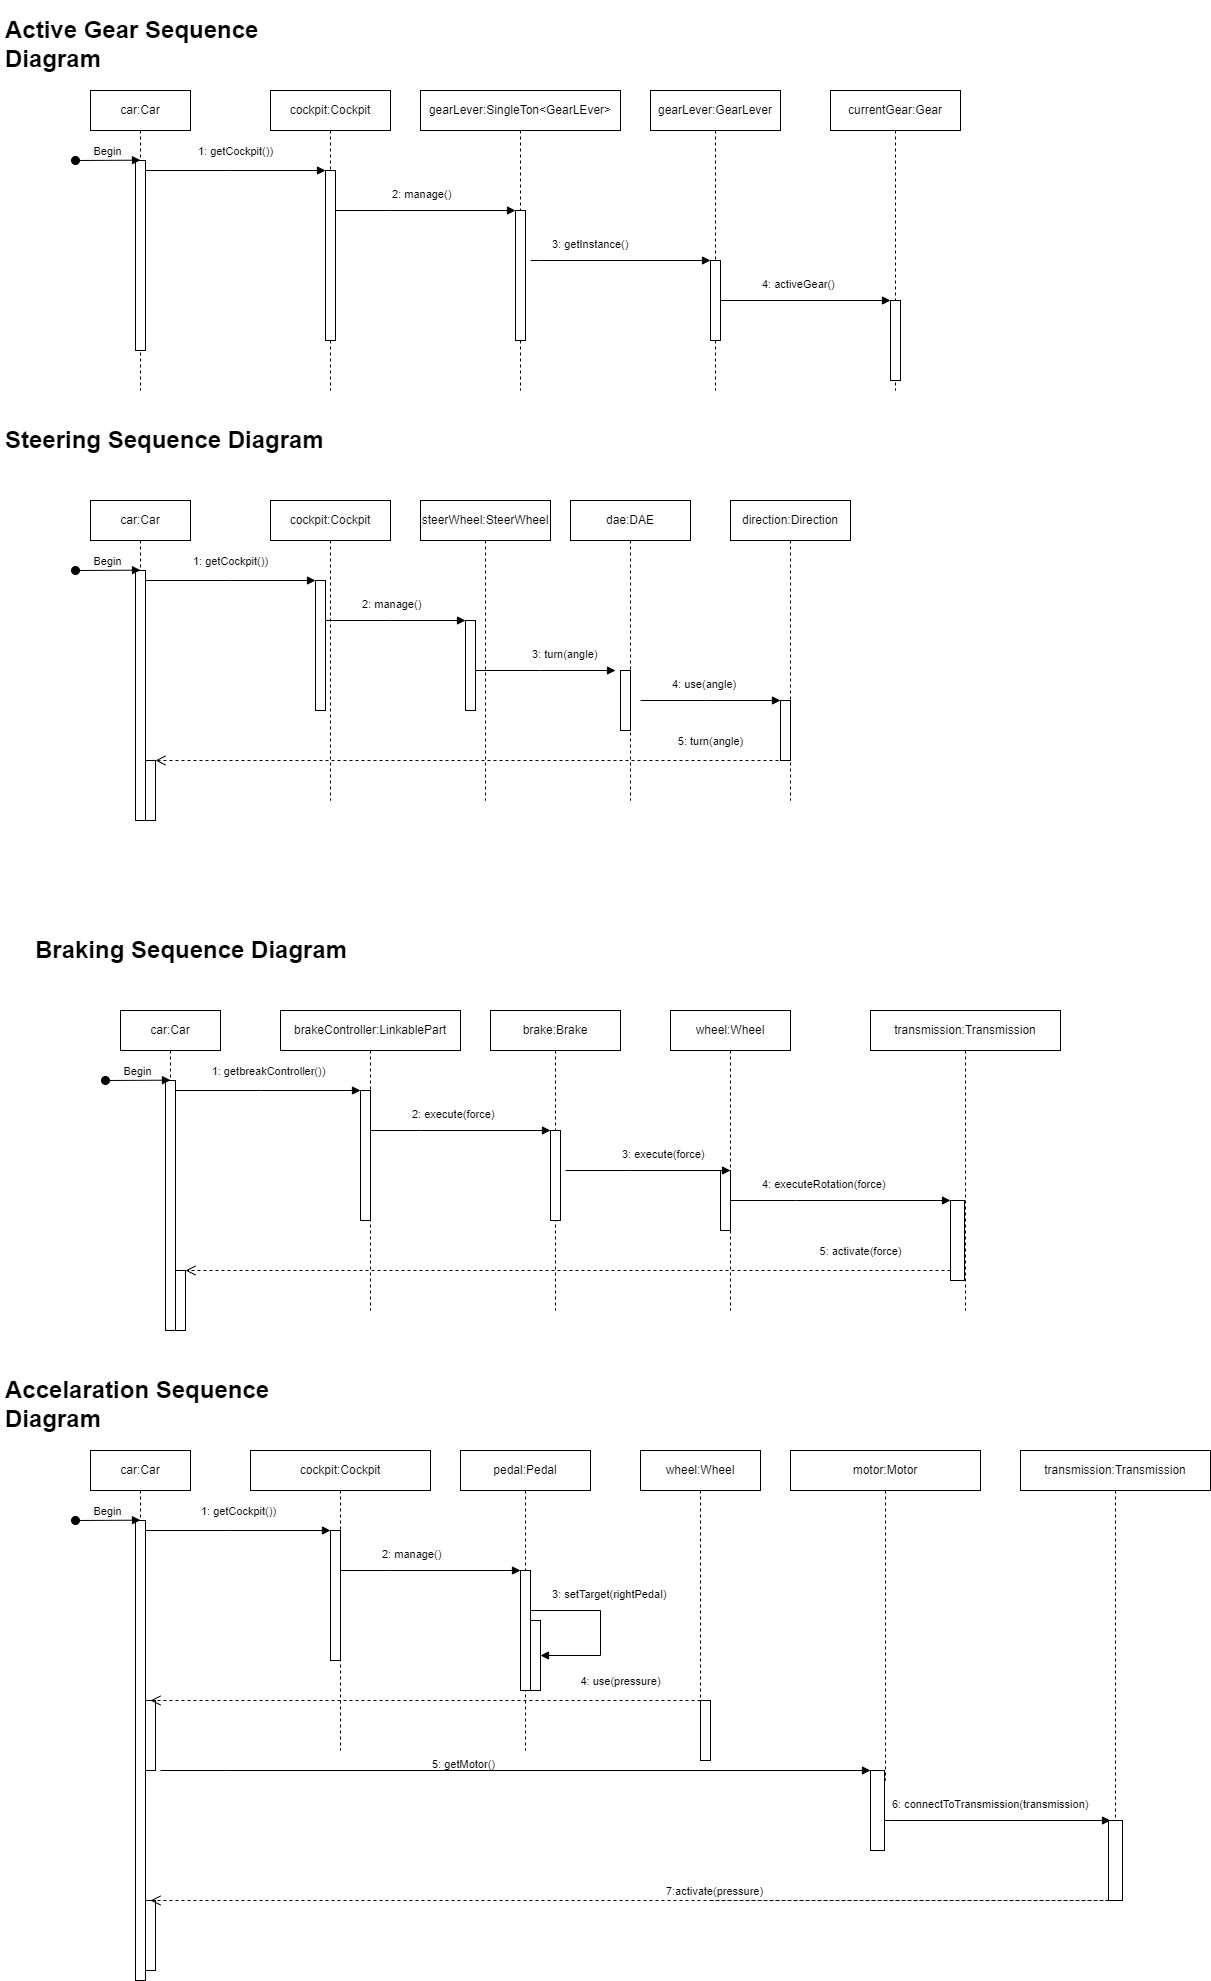 Active Gear Sequence
Diagram
car:Car
cockpit:Cockpit
gearLever:SingleTon<GearLEver>
gearLever:GearLever
currentGear:Gear
Begin
1: getCockpit())
2: manage()
3: getInstance()
4: activeGear()
Steering Sequence Diagram
car:Car
cockpit:Cockpit
steerWheel:SteerWheel
dae:DAE
direction:Direction
Begin
1: getCockpit())
2: manage()
3: turn(angle)
4: use(angle)
5: turn(angle)
Braking Sequence Diagram
car:Car
brakeController:LinkablePart
brake:Brake
wheel:Wheel
transmission:Transmission
Begin
1: getbreakController())
2: execute(force)
3: execute(force)
4: executeRotation(force)
5: activate(force)
Accelaration Sequence
Diagram
car:Car
cockpit:Cockpit
pedal:Pedal
wheel:Wheel
motor:Motor
transmission:Transmission
Begin
1: getCockpit())
2: manage()
3: setTarget(rightPedal)
4: use(pressure)
5: getMotor()
6: connectToTransmission(transmission)
7:activate(pressure)